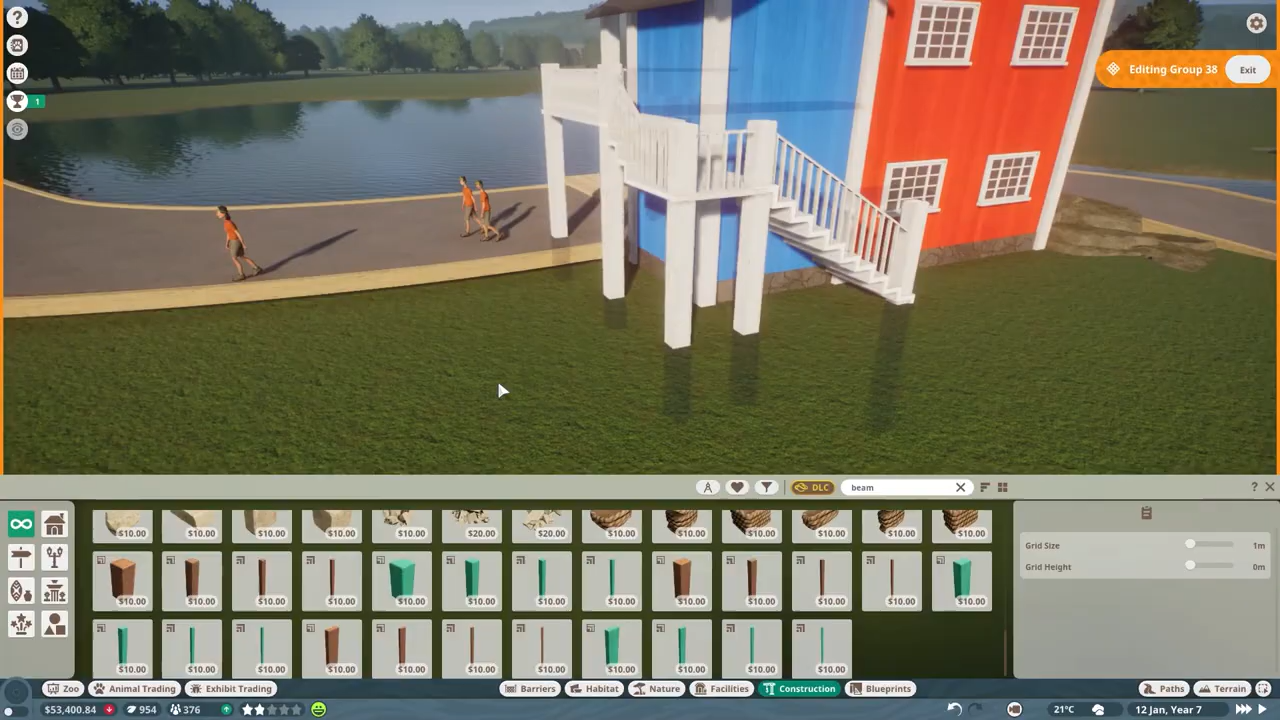 ?
1
Editing Group 38
Exit
DLC
beam
?
$10.00 $10.00 $10.00 $10.00 $10.00 $20.00 $20.00 $10.00 $10.00 $10.00 $10.00 $10.00 $10.00
Grid Size 1m
Grid Height 0m
$10.00 $10.00 $10.00 $10.00 $10.00 $10.00 $10.00 $10.00 $10.00 $10.00 $10.00 $10.00 $10.00
$10.00 $10.00 $10.00 $10.00 $10.00 $10.00 $10.00 $10.00 $10.00 $10.00 $10.00
Zoo Animal Trading Exhibit Trading Barriers Habitat Nature Facilities Construction Blueprints Paths Terrain
$53,400.84 954 376 21°C 12 Jan, Year 7